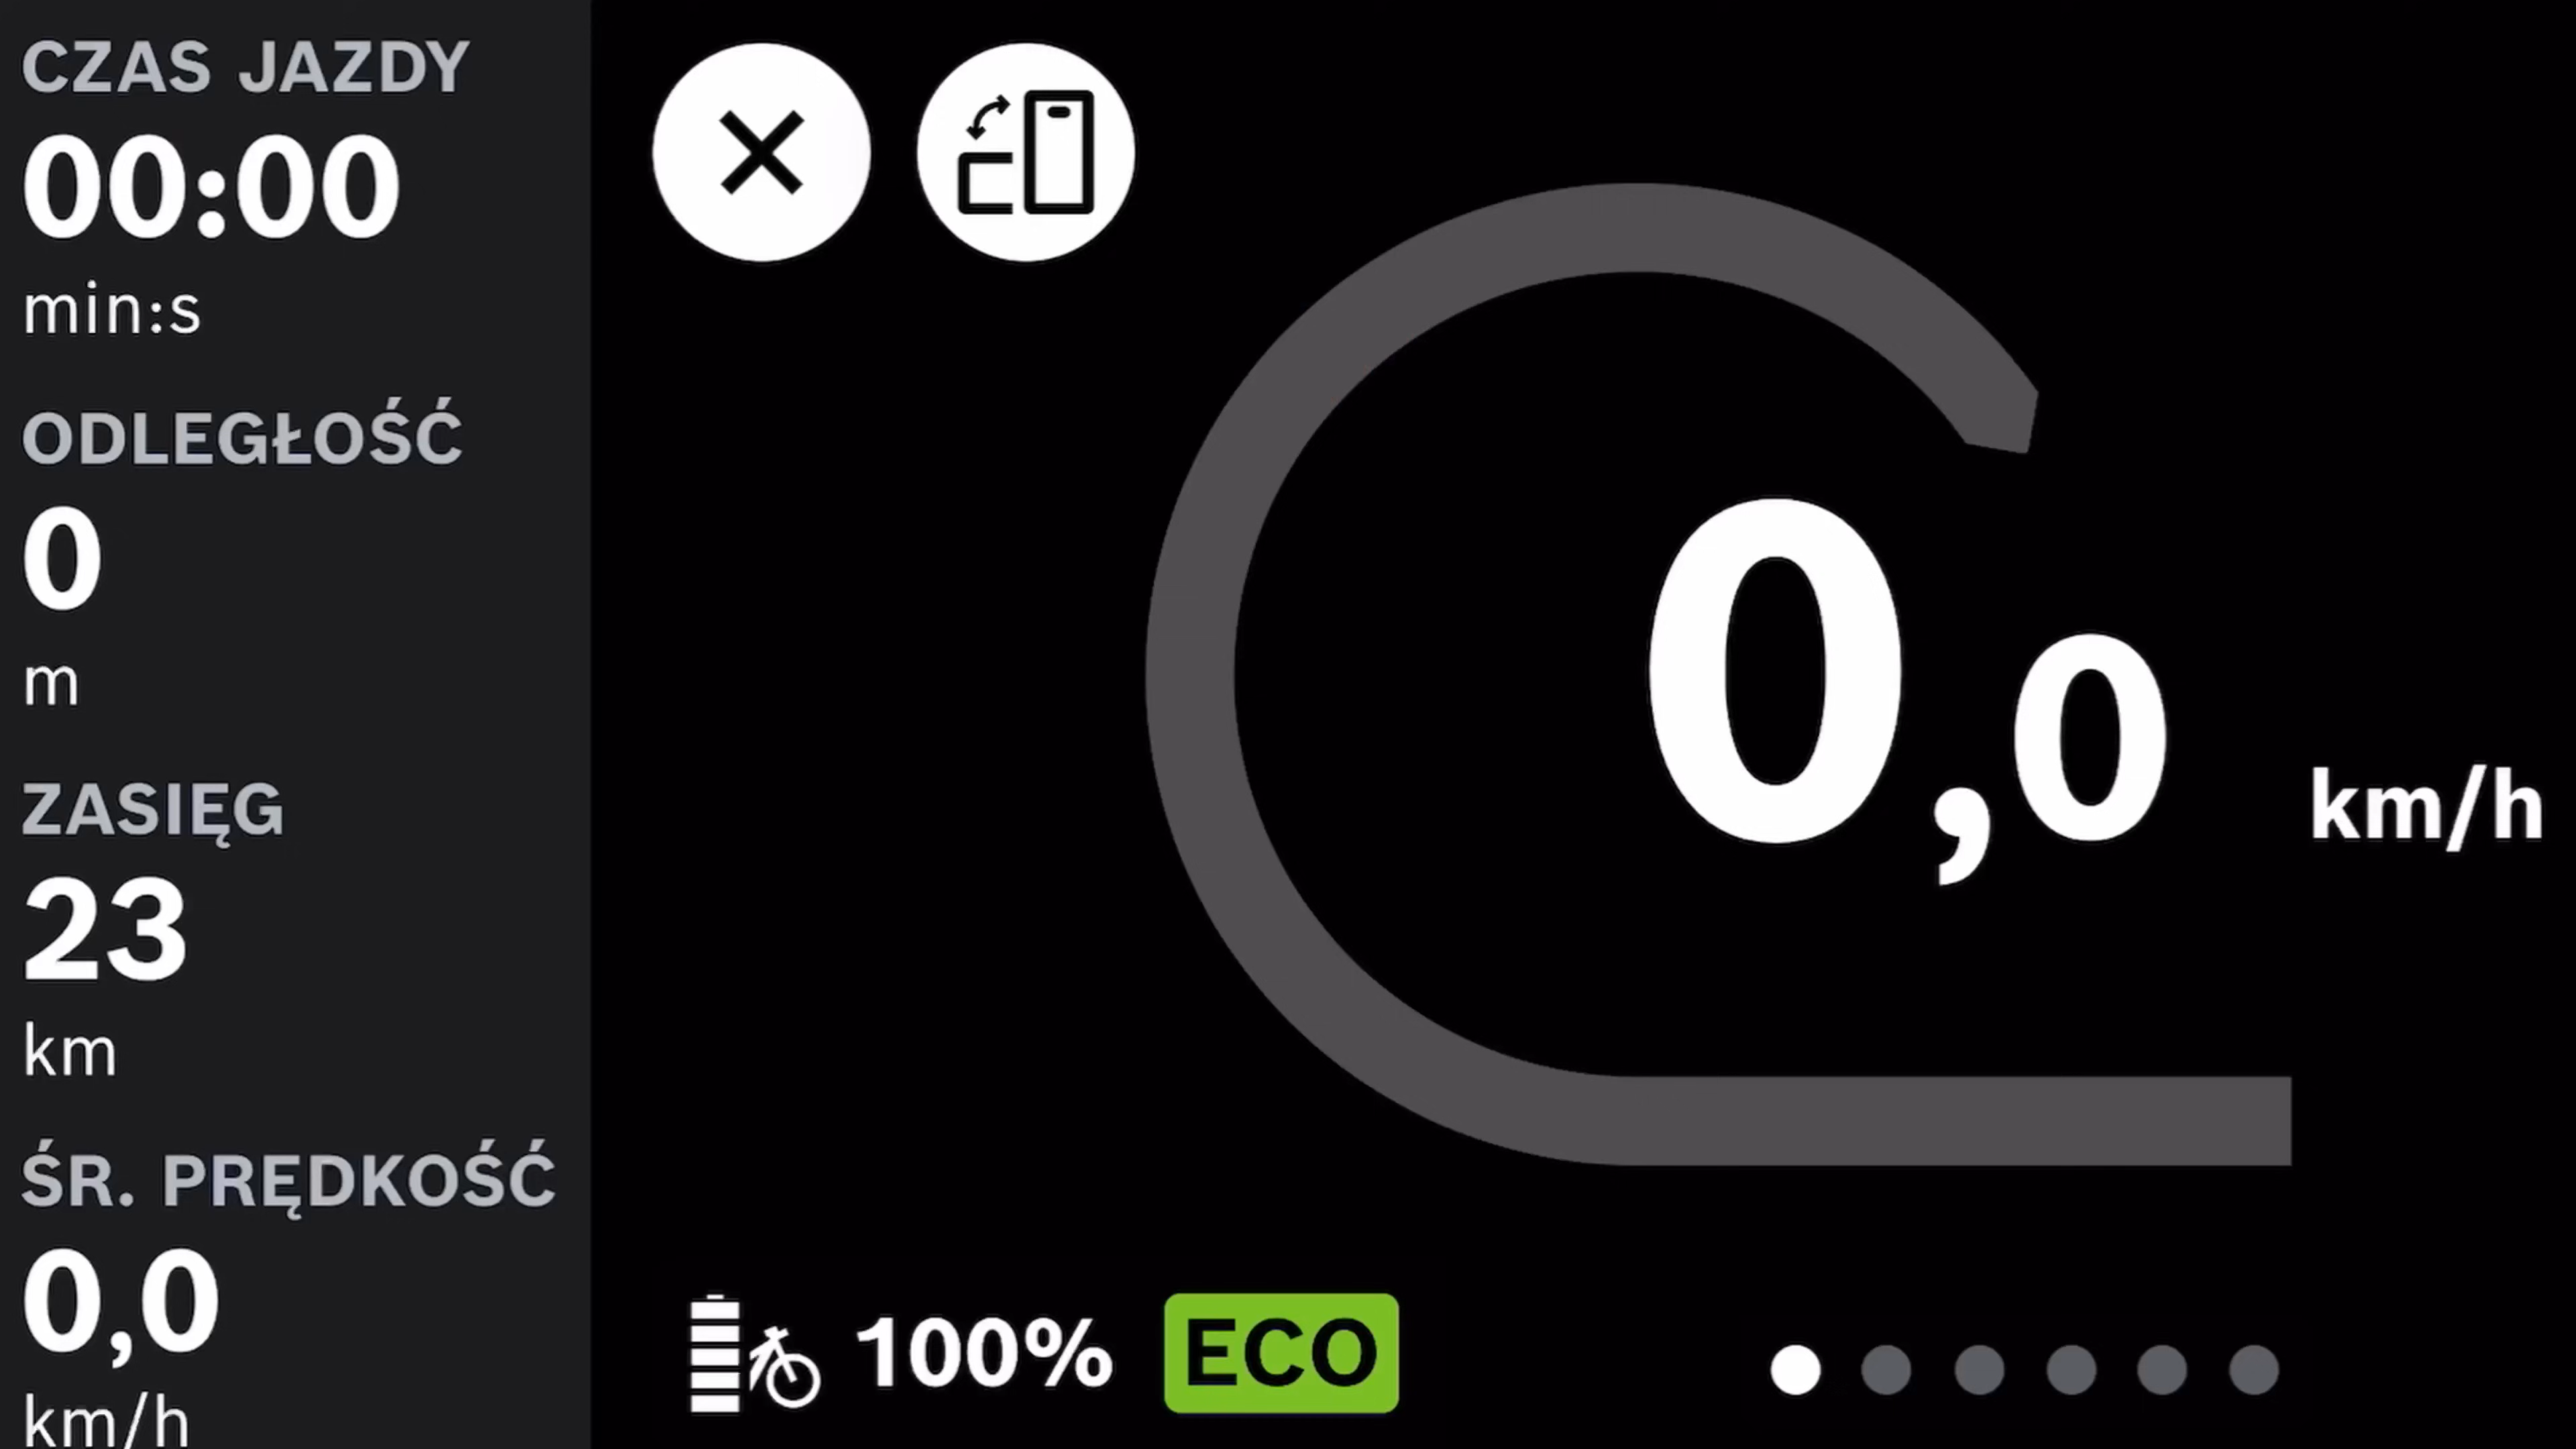 CZAS JAZDY
00:00
min:s
ODLEGŁOŚĆ
0
m
ZASIĘG
23
km
ŚR. PRĘDKOŚĆ
0,0
km/h
0,0 km/h
100% ECO